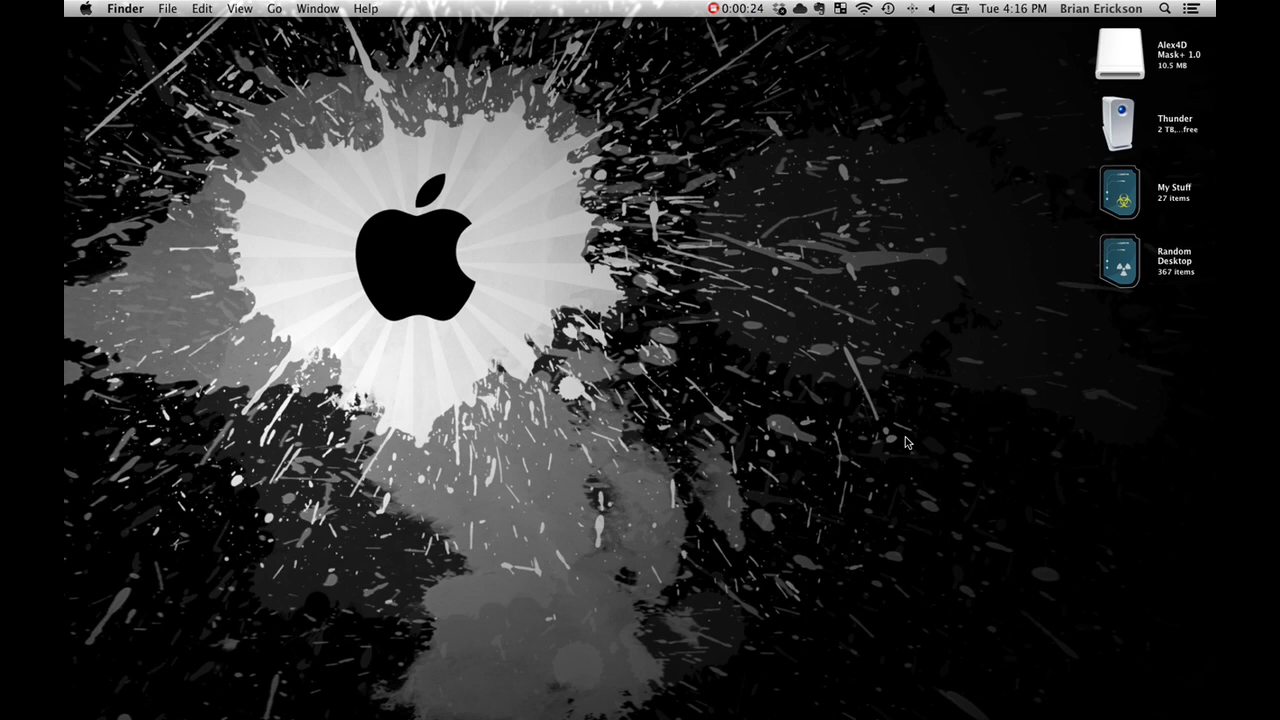 Finder File Edit View Go Window Help 0:00:24 Tue 4:16 PM Brian Erickson
Alex4D
Mask+ 1.0
10.5 MB
Thunder
2 TB,...free
My Stuff
27 items
Random
Desktop
367 items